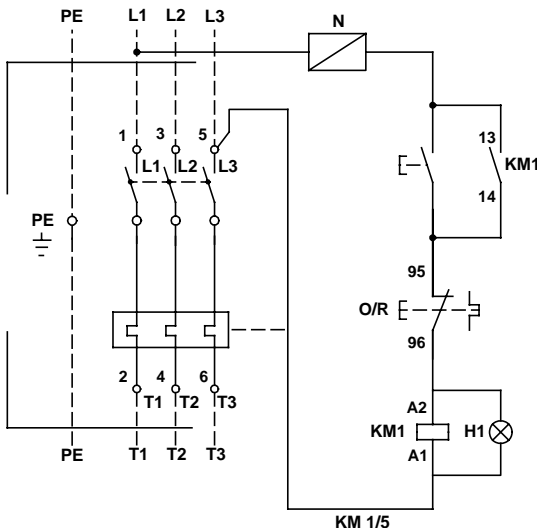 PE L1 L2 L3
N
1 3 5
L1 L2 L3
13
KM1
14
PE
95
O/R
96
2 4 6
T1 T2 T3
A2
KM1 H1
A1
PE T1 T2 T3
KM 1/5